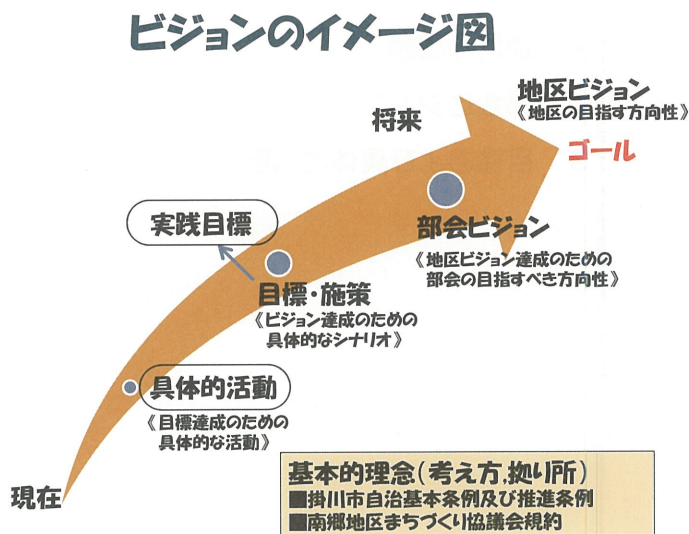 ビジョンのイメージ図
地区ビジョン
《地区の目指す方向性》
将来
ゴール
実践目標
部会ビジョン
《地区ビジョン達成のための
部会の目指すべき方向性》
目標・施策
《ビジョン達成のための
具体的なシナリオ》
具体的活動
《目標達成のための
具体的な活動》
現在
基本的理念(考え方,拠り所)
■掛川市自治基本条例及び推進条例
■南郷地区まちづくり協議会規約